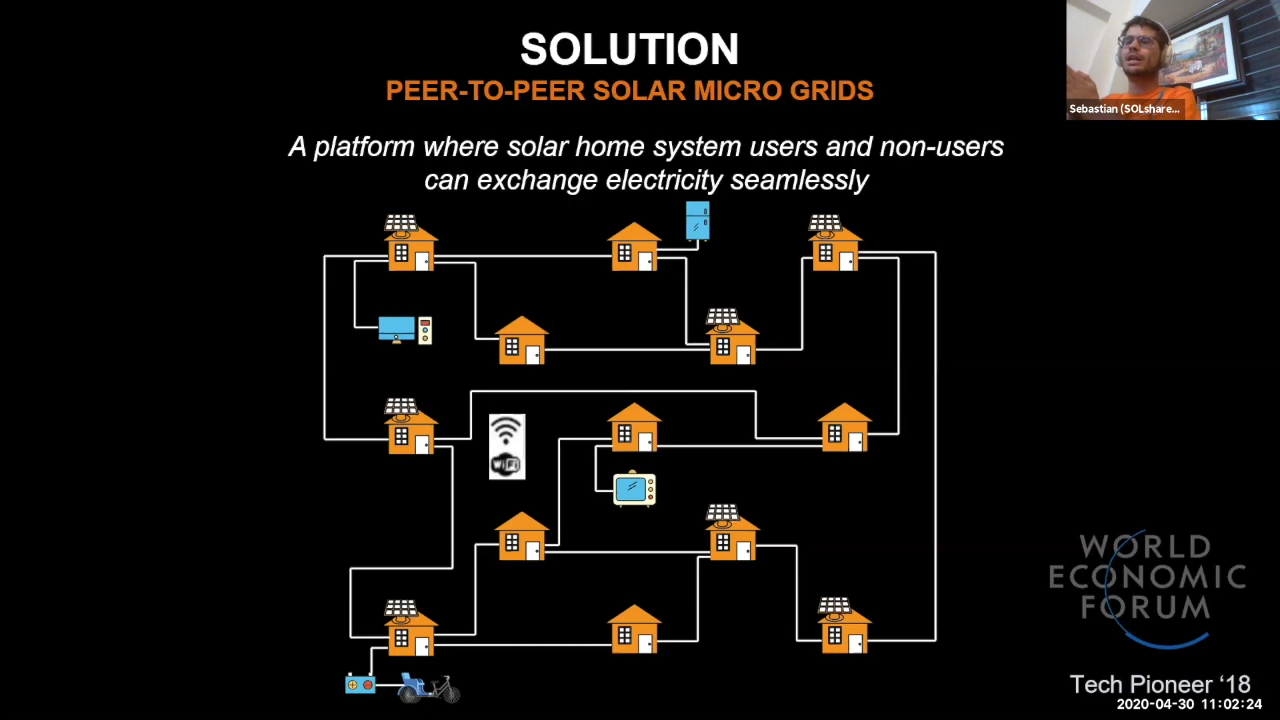 SOLUTION
PEER-TO-PEER SOLAR MICRO GRIDS
Sebastian (SOLshare...
A platform where solar home system users and non-users
can exchange electricity seamlessly
WiFi
WORLD
ECONOMIC
FORUM
Tech Pioneer ‘18
2020-04-30 11:02:24